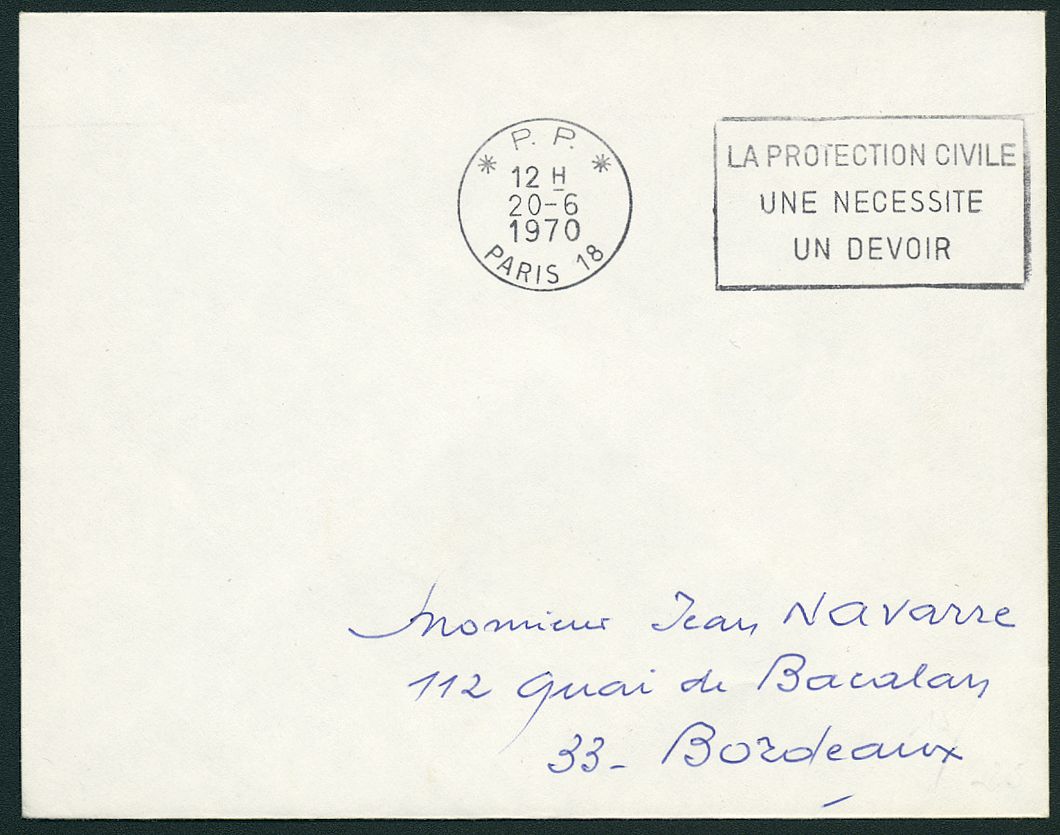 P. P.
12 H
20-6
1970
PARIS 18
LA PROTECTION CIVILE
UNE NECESSITE
UN DEVOIR
Monsieur Jean Navarre
112 Quai de Bacalan
33- Bordeaux